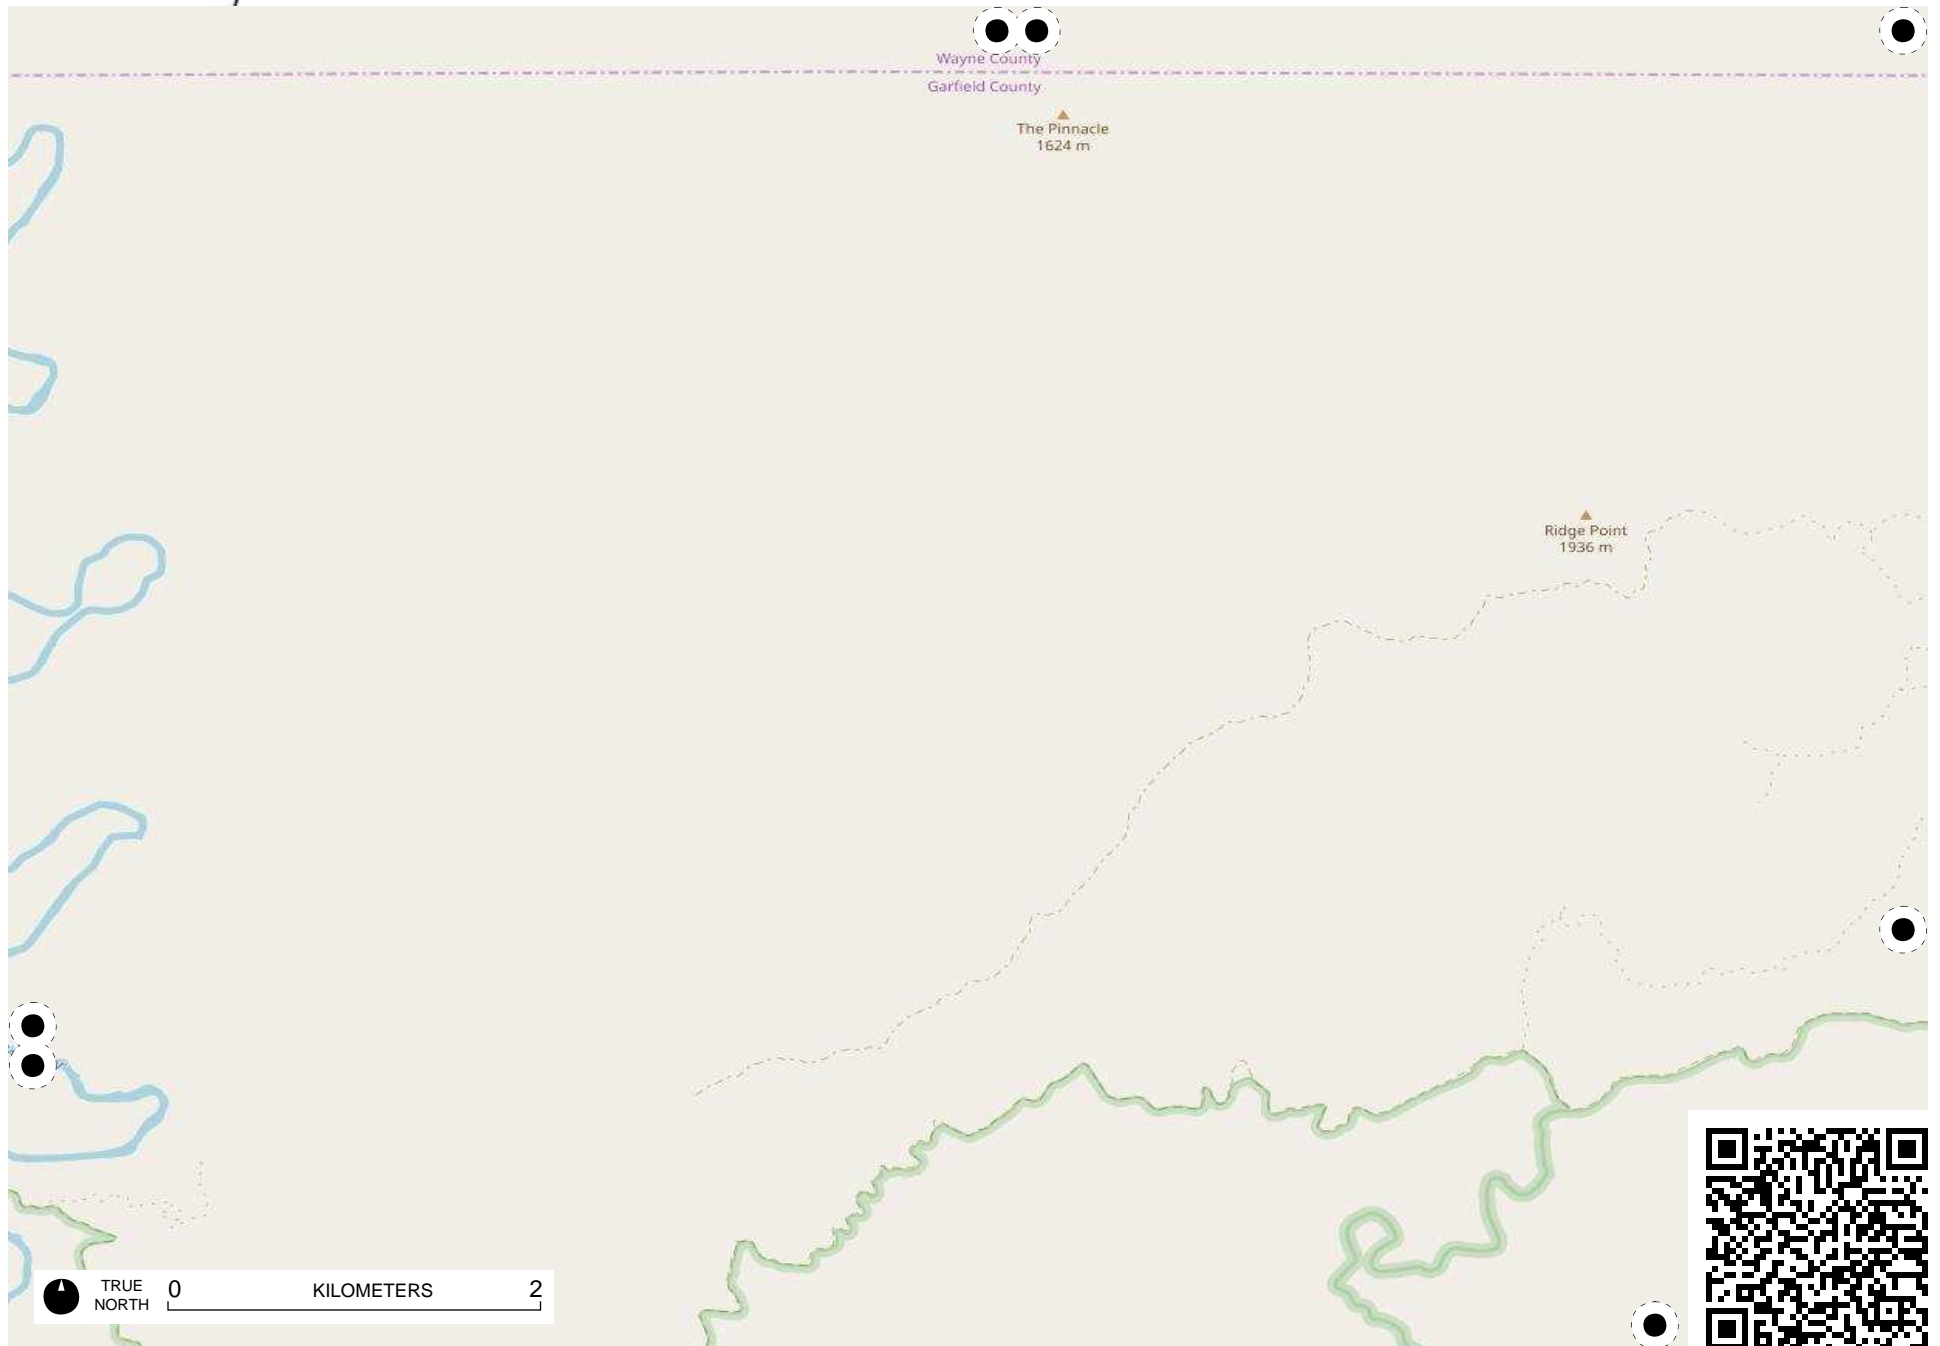 Wayne County
Garfield County
The Pinnacle
1624 m
Ridge Point
1936 m
TRUE
NORTH
0 KILOMETERS 2